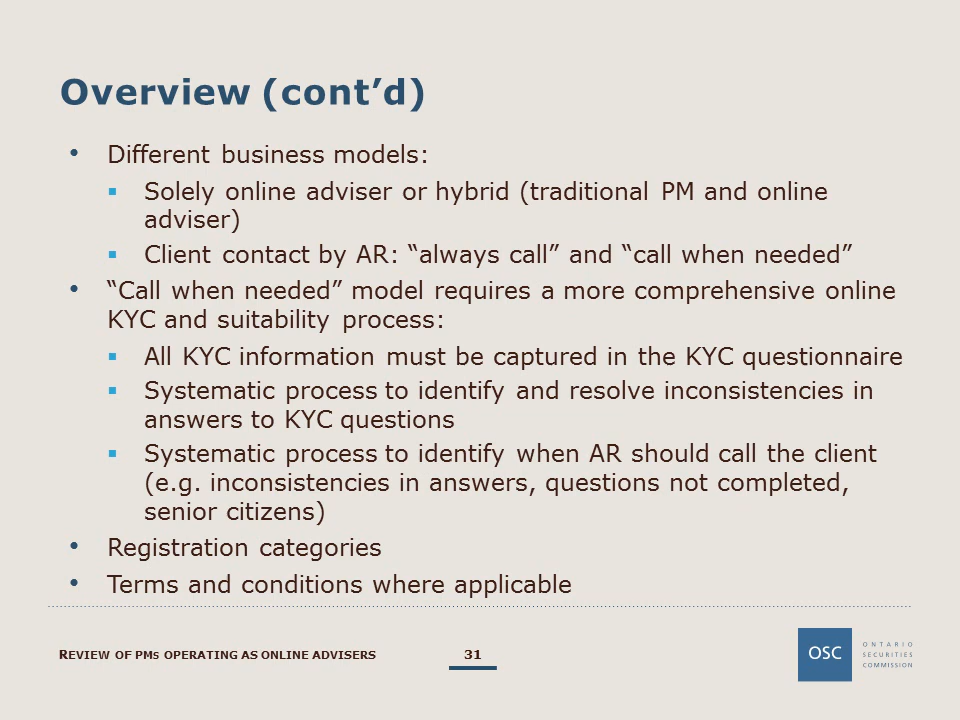 Overview (cont’d)
• Different business models:
▪ Solely online adviser or hybrid (traditional PM and online
adviser)
▪ Client contact by AR: “always call” and “call when needed”
• “Call when needed” model requires a more comprehensive online
KYC and suitability process:
▪ All KYC information must be captured in the KYC questionnaire
▪ Systematic process to identify and resolve inconsistencies in
answers to KYC questions
▪ Systematic process to identify when AR should call the client
(e.g. inconsistencies in answers, questions not completed,
senior citizens)
• Registration categories
• Terms and conditions where applicable
REVIEW OF PMs OPERATING AS ONLINE ADVISERS
31
OSC
ONTARIO
SECURITIES
COMMISSION